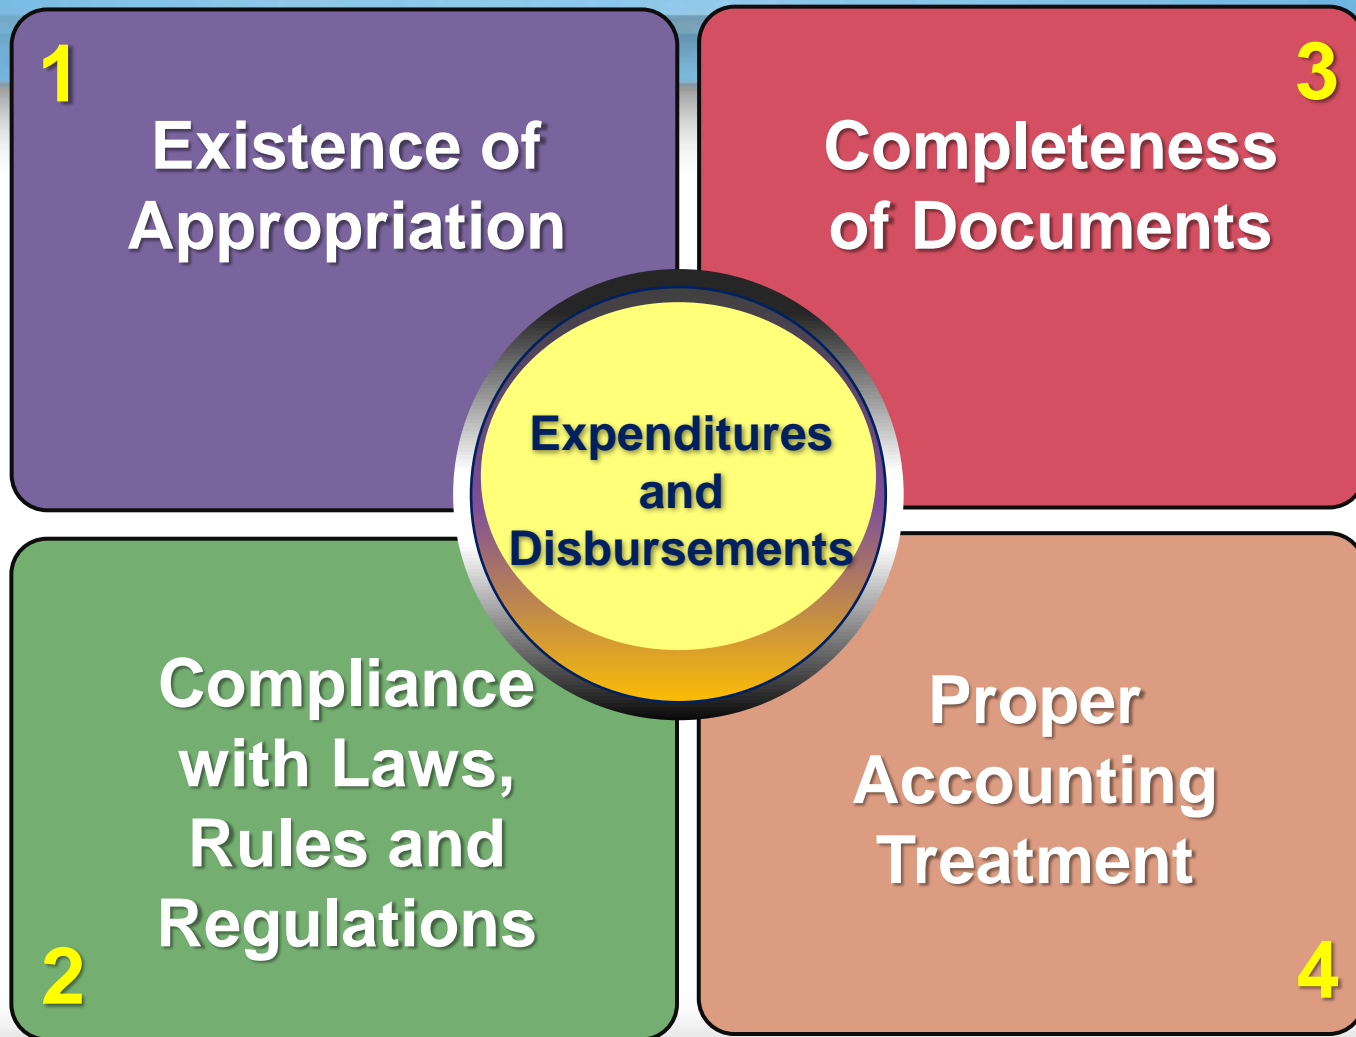 1
Existence of
Appropriation
3
Completeness
of Documents
Expenditures
and
Disbursements
Compliance
with Laws,
Rules and
Regulations
2
Proper
Accounting
Treatment
4